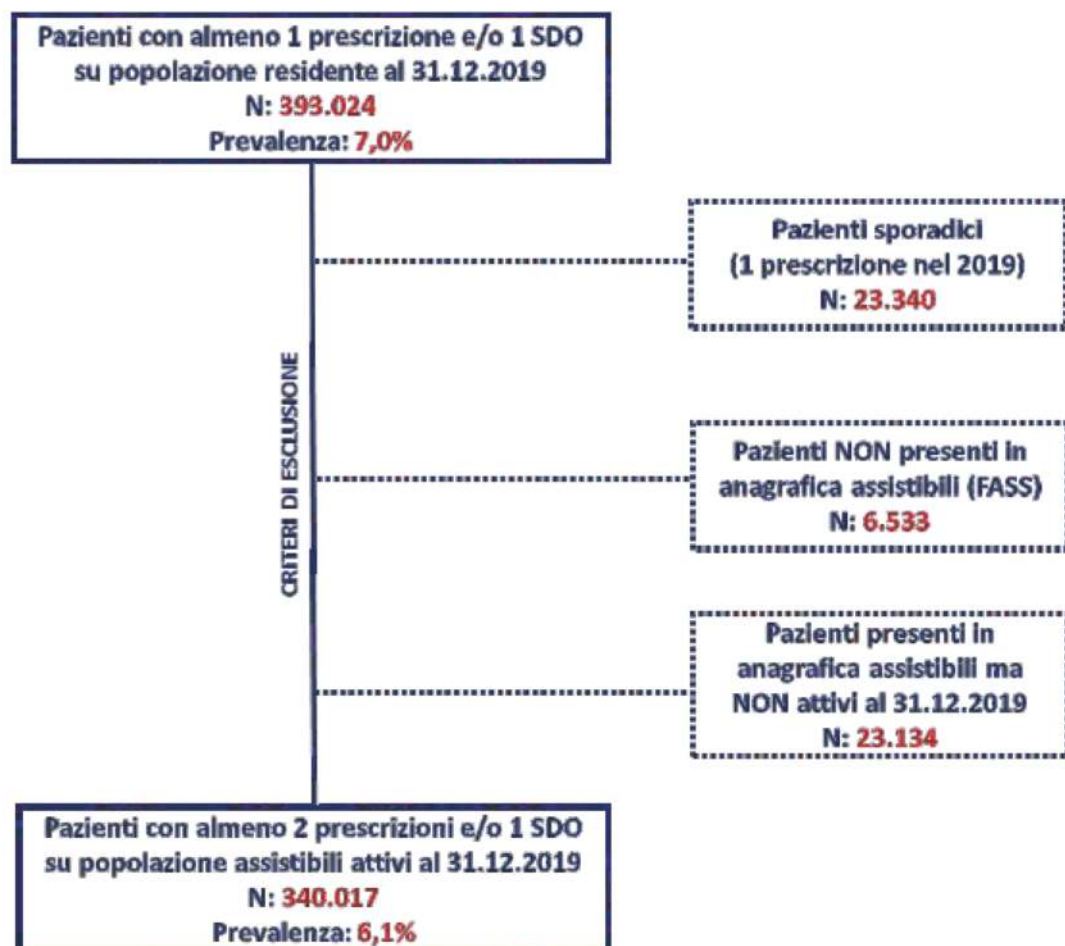 Pazienti con almeno 1 prescrizione e/o 1 SDO
su popolazione residente al 31.12.2019
N: 393.024
Prevalenza: 7,0%
Pazienti sporadici
(1 prescrizione nel 2019)
N: 23.340
CRITERI DI ESCLUSIONE
Pazienti NON presenti in
anagrafica assistibili (FASS)
N: 6.533
Pazienti presenti in
anagrafica assistibili ma
NON attivi al 31.12.2019
N: 23.134
Pazienti con almeno 2 prescrizioni e/o 1 SDO
su popolazione assistibili attivi al 31.12.2019
N: 340.017
Prevalenza: 6,1%